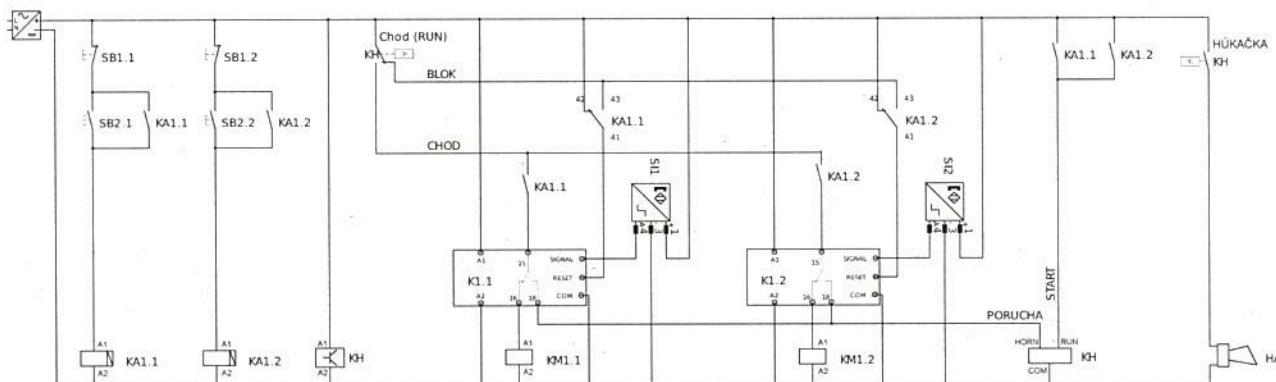 Chod (RUN)
SB1.1
SB1.2
KH
BLOK
KA1.1
KA1.2
HÚKAČKA
KH
SB2.1
KA1.1
SB2.2
KA1.2
42
43
KA1.1
41
42
43
KA1.2
41
CHOD
KA1.1
SI1
KA1.2
SI2
A1
15
SIGNAL
RESET
COM
K1.1
A2
16
18
A1
15
SIGNAL
RESET
COM
K1.2
A2
16
18
START
PORUCHA
A1
KA1.1
A2
A1
KA1.2
A2
A1
KH
A2
A1
KM1.1
A2
A1
KM1.2
A2
HORN
RUN
KH
COM